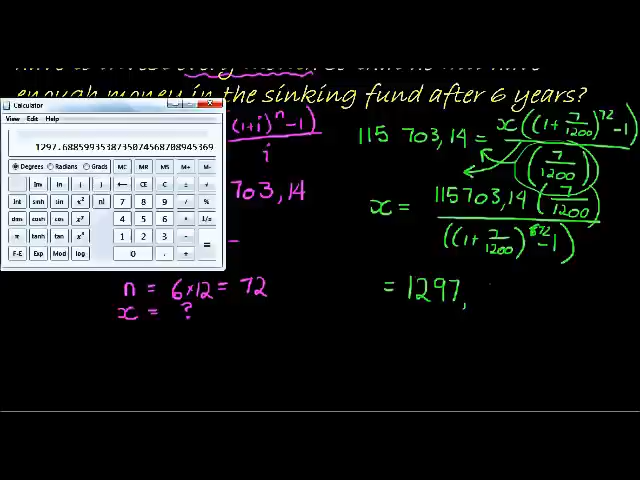 enough money in the sinking fund after 6 years?
Calculator
View Edit Help
1297.6885993538735074568708945369
Degrees Radians Grads MC MR MS M+ M-
Inv ln ( ) ← CE C ± √
Int sinh sin x² n! 7 8 9 / %
dms cosh cos 4 5 6 * 1/x
π tanh tan 1 2 3 - =
F-E Exp Mod log 0 . +
(1+i)ⁿ-1)
i
703,14
n = 6×12 = 72
x = ?
115 703,14 = x((1+7/1200)^72-1)
(7/1200)
x = 115703,14(7/1200)
((1+7/1200)^72-1)
= 1297,